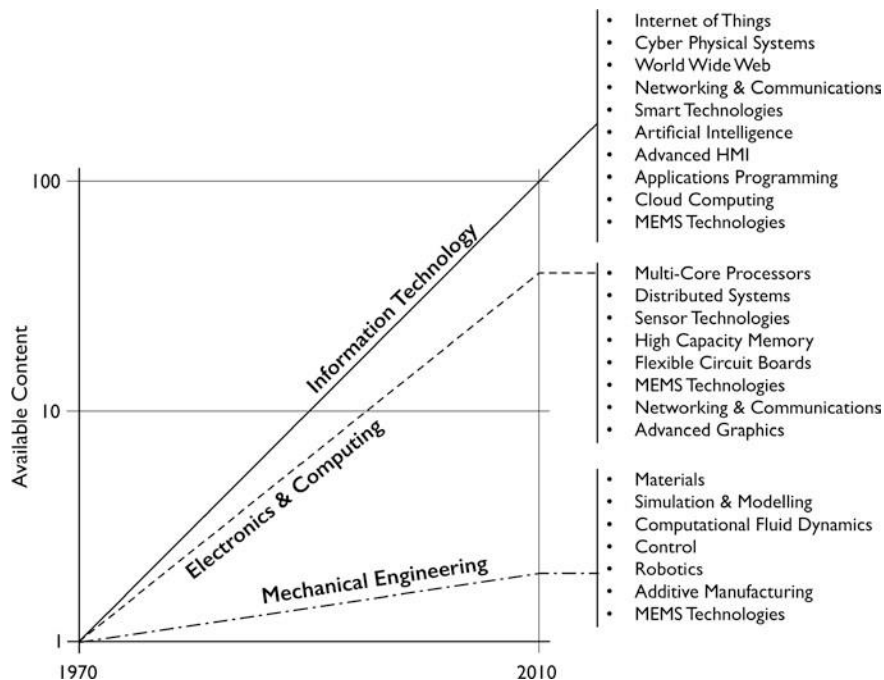 • Internet of Things
• Cyber Physical Systems
• World Wide Web
• Networking & Communications
• Smart Technologies
• Artificial Intelligence
• Advanced HMI
• Applications Programming
• Cloud Computing
• MEMS Technologies
• Multi-Core Processors
• Distributed Systems
• Sensor Technologies
• High Capacity Memory
• Flexible Circuit Boards
• MEMS Technologies
• Networking & Communications
• Advanced Graphics
• Materials
• Simulation & Modelling
• Computational Fluid Dynamics
• Control
• Robotics
• Additive Manufacturing
• MEMS Technologies
Available Content
100
10
1
1970
2010
Information Technology
Electronics & Computing
Mechanical Engineering